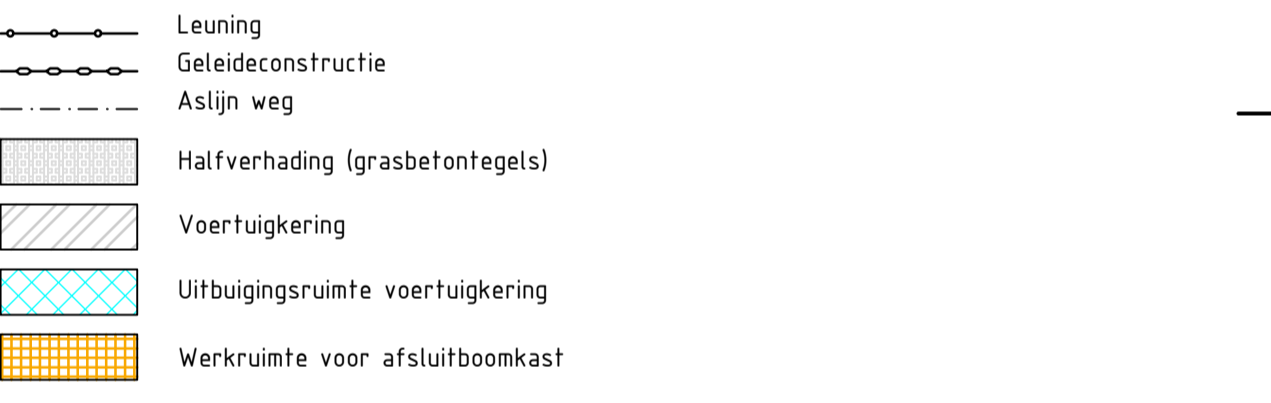 Leuning
Geleideconstructie
Aslijn weg
Halfverhading (grasbetontegels)
Voertuigkering
Uitbuigingsruimte voertuigkering
Werkruimte voor afsluitboomkast